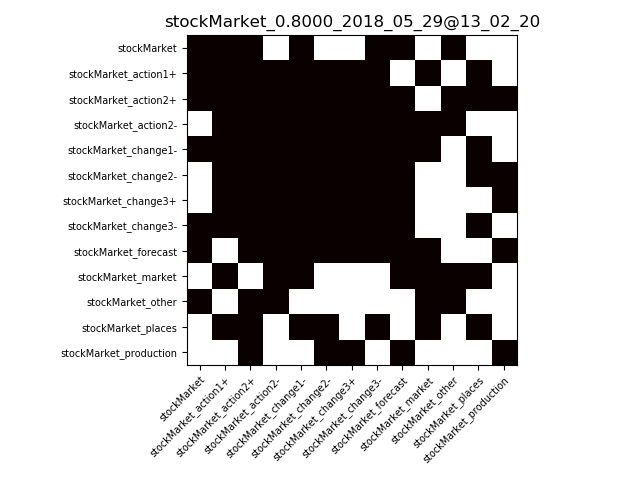 stockMarket_0.8000_2018_05_29@13_02_20
stockMarket
stockMarket_action1+
stockMarket_action2+
stockMarket_action2-
stockMarket_change1-
stockMarket_change2-
stockMarket_change3+
stockMarket_change3-
stockMarket_forecast
stockMarket_market
stockMarket_other
stockMarket_places
stockMarket_production
stockMarket
stockMarket_action1+
stockMarket_action2+
stockMarket_action2-
stockMarket_change1-
stockMarket_change2-
stockMarket_change3+
stockMarket_change3-
stockMarket_forecast
stockMarket_market
stockMarket_other
stockMarket_places
stockMarket_production